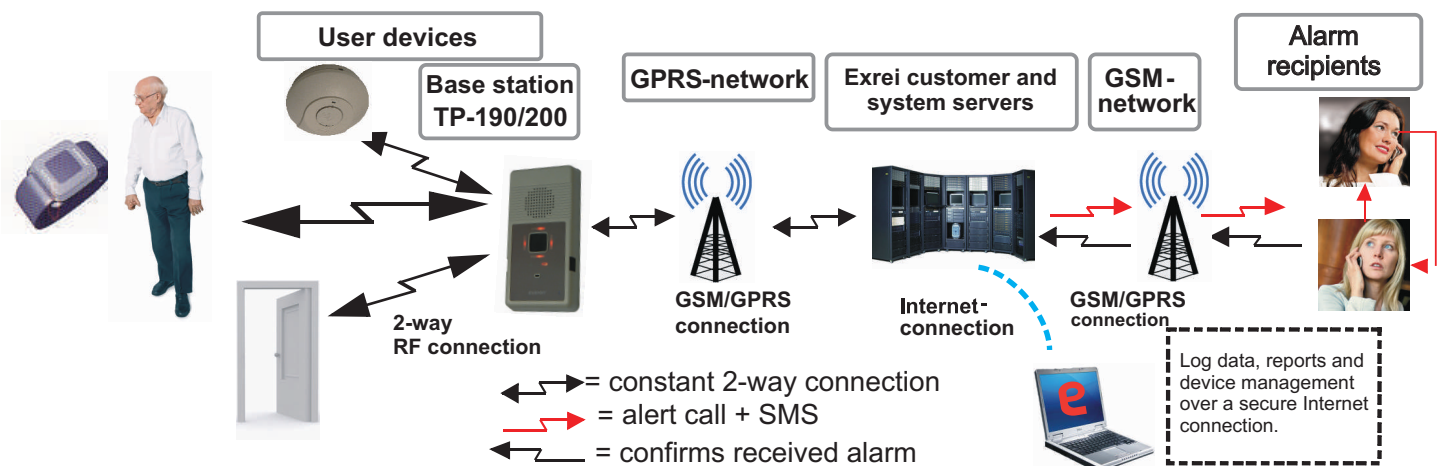 User devices
Base station
TP-190/200
GPRS-network
Exrei customer and
system servers
GSM-
network
Alarm
recipients
2-way
RF connection
GSM/GPRS
connection
Internet-
connection
GSM/GPRS
connection
e
Log data, reports and
device management
over a secure Internet
connection.
= constant 2-way connection
= alert call + SMS
= confirms received alarm